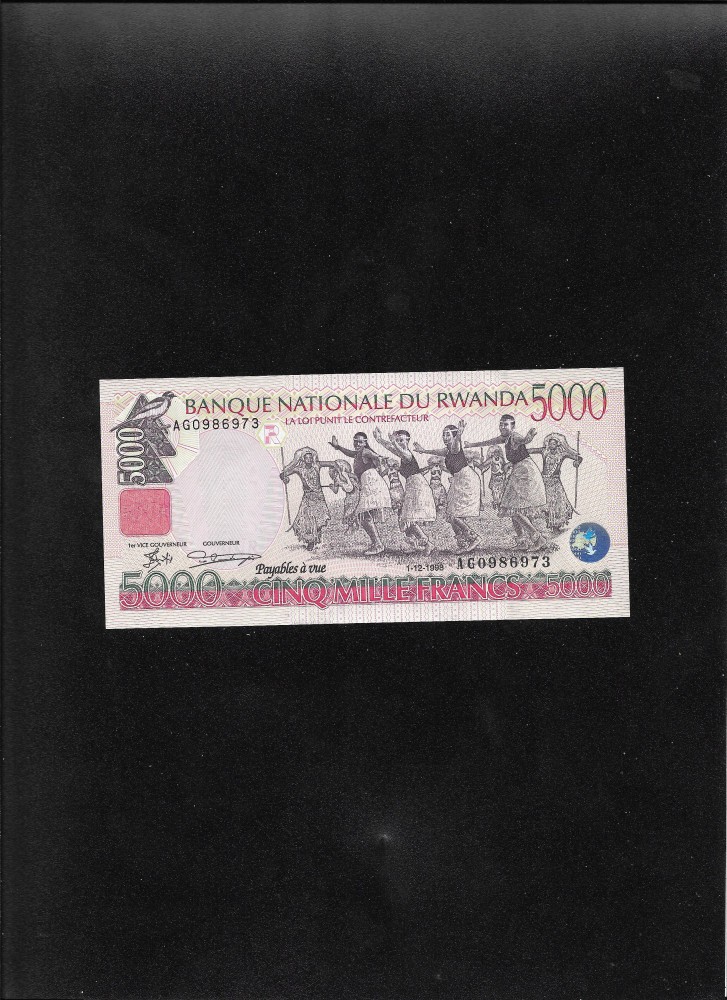 BANQUE NATIONALE DU RWANDA 5000
LA LOI PUNIT LE CONTREFACTEUR
AG0986973
R
5000
1er VICE GOUVERNEUR
GOUVERNEUR
Payables à vue
1-12-1998
AG0986973
5000 CINQ MILLE FRANCS 5000